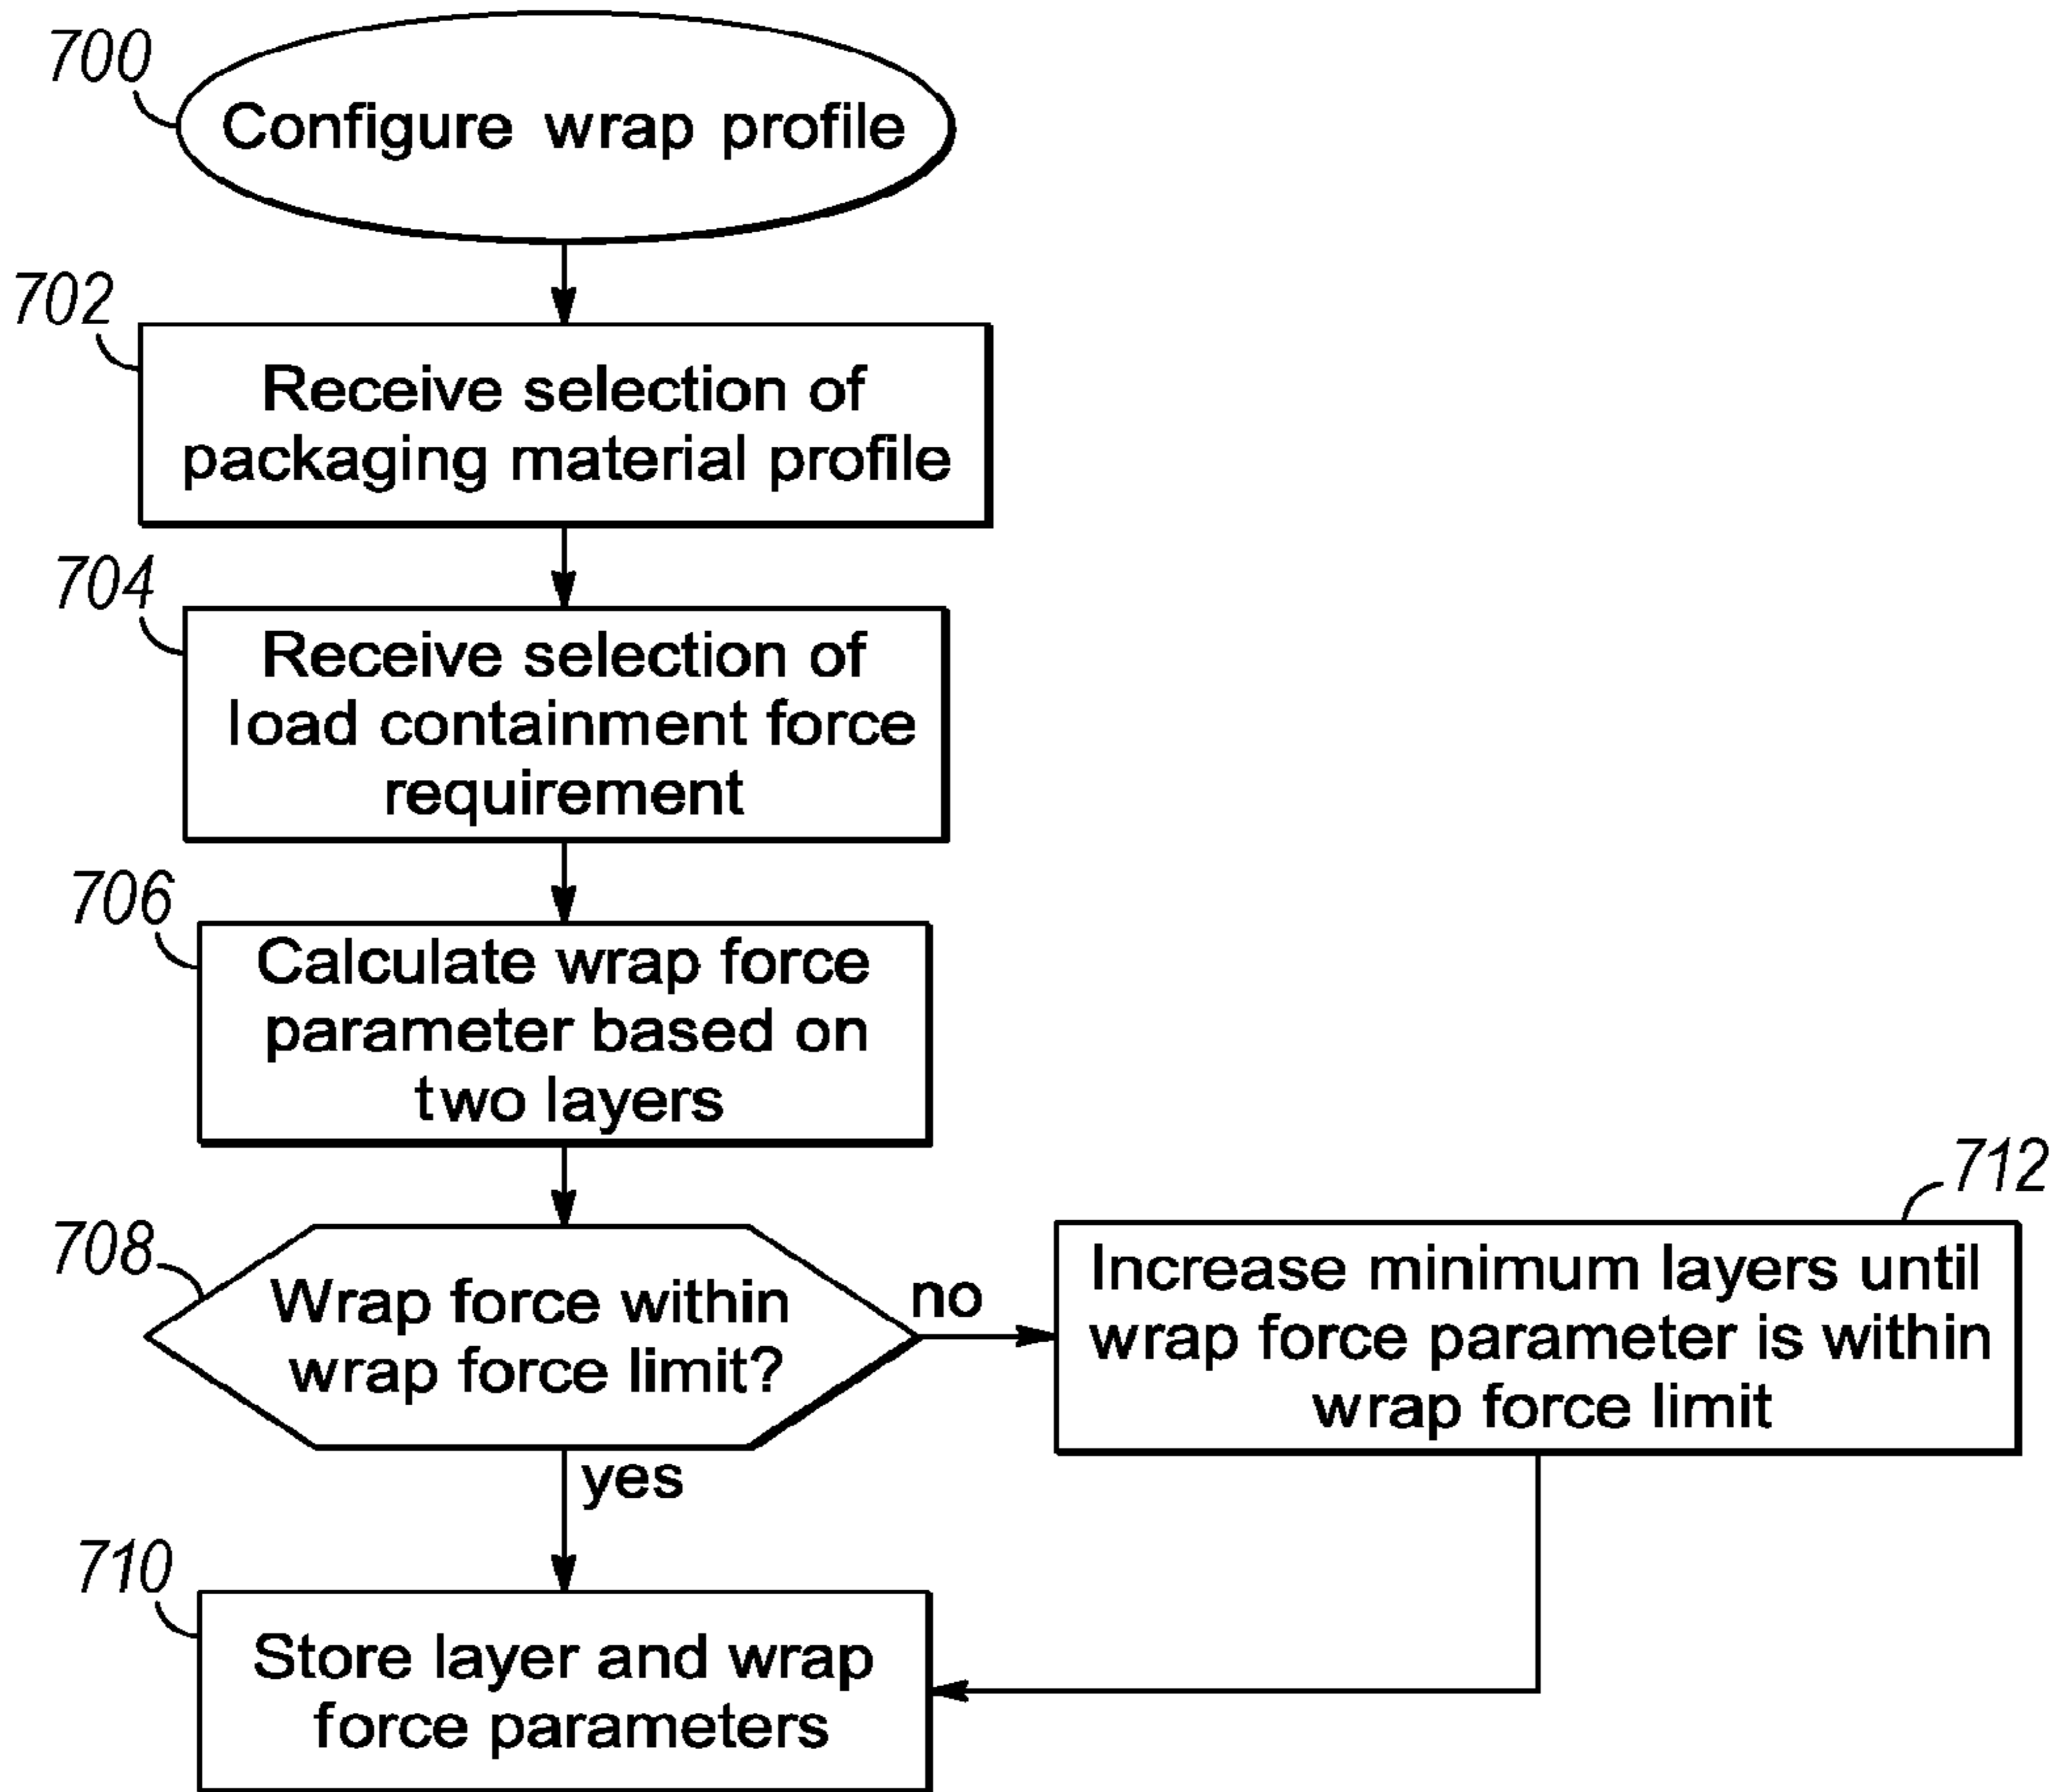 700
Configure wrap profile
702
Receive selection of
packaging material profile
704
Receive selection of
load containment force
requirement
706
Calculate wrap force
parameter based on
two layers
708
Wrap force within
wrap force limit?
no
712
Increase minimum layers until
wrap force parameter is within
wrap force limit
yes
710
Store layer and wrap
force parameters